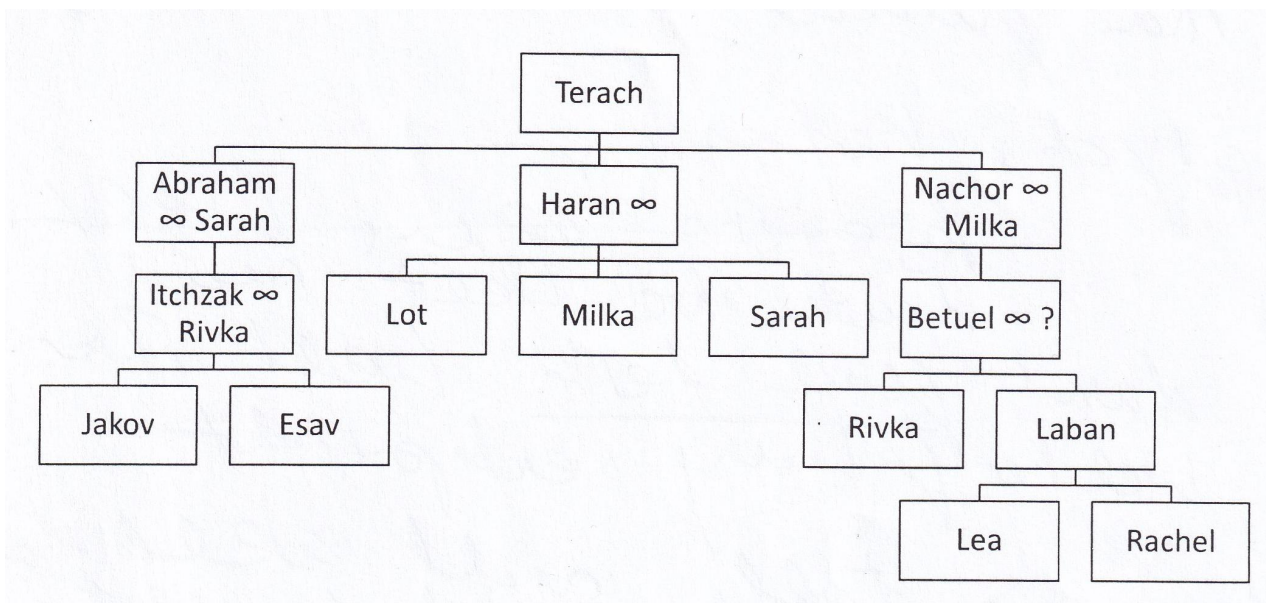 Terach
Abraham
∞ Sarah
Haran ∞
Nachor ∞
Milka
Itchzak ∞
Rivka
Lot
Milka
Sarah
Betuel ∞ ?
Jakov
Esav
Rivka
Laban
Lea
Rachel